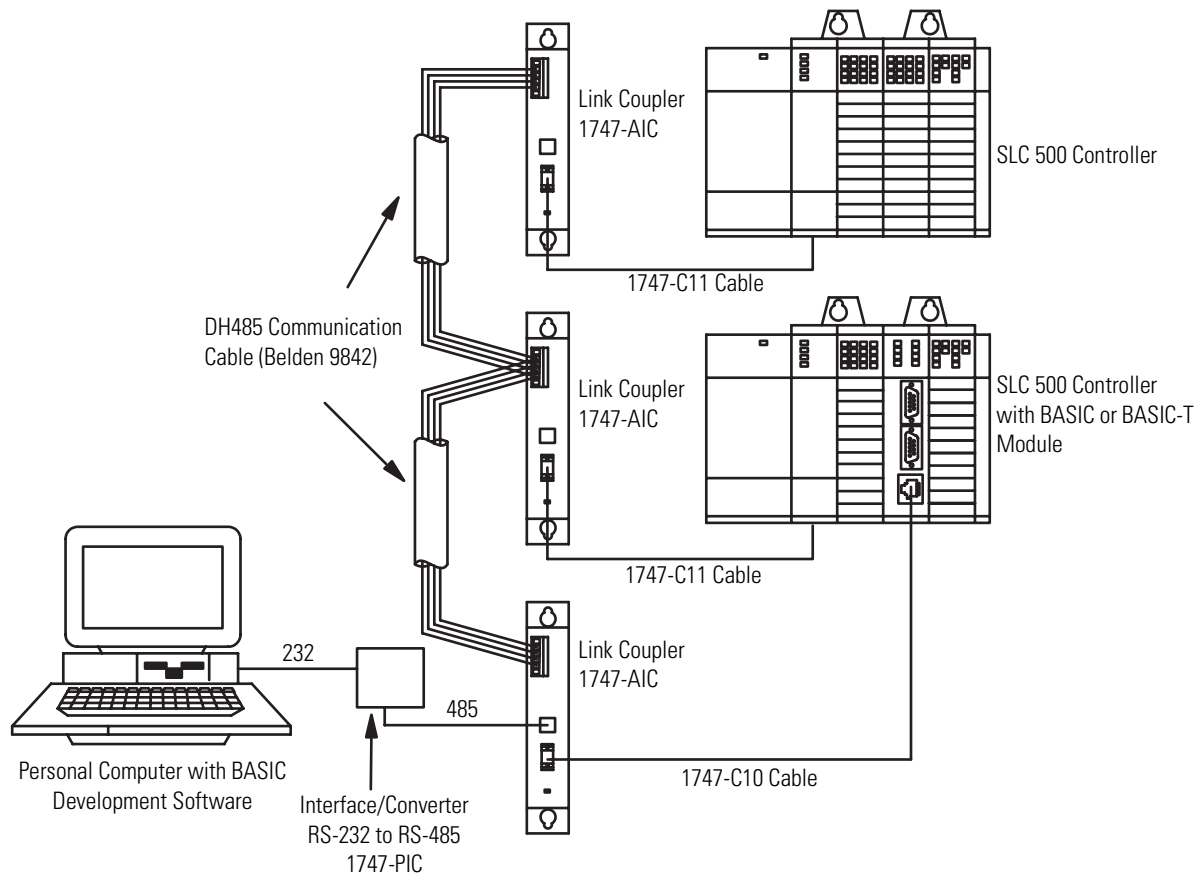 Link Coupler
1747-AIC
SLC 500 Controller
1747-C11 Cable
DH485 Communication
Cable (Belden 9842)
Link Coupler
1747-AIC
SLC 500 Controller
with BASIC or BASIC-T
Module
1747-C11 Cable
Link Coupler
1747-AIC
232
485
1747-C10 Cable
Personal Computer with BASIC
Development Software
Interface/Converter
RS-232 to RS-485
1747-PIC